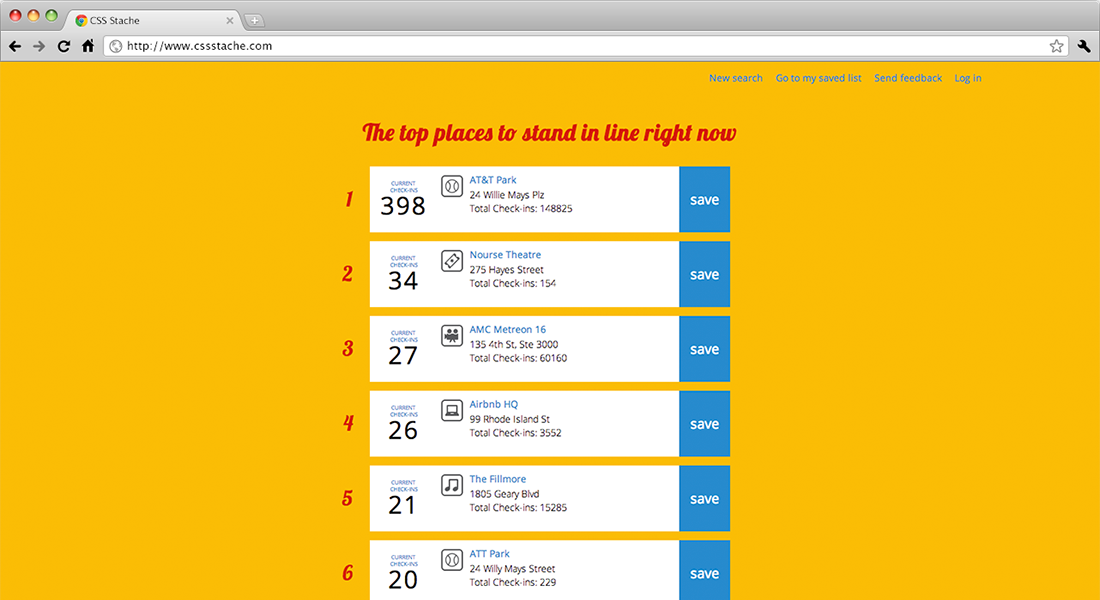 CSS Stache
http://www.cssstache.com
New search Go to my saved list Send feedback Log in
The top places to stand in line right now
1
CURRENT
CHECK-INS
398
AT&T Park
24 Willie Mays Plz
Total Check-ins: 148825
save
2
CURRENT
CHECK-INS
34
Nourse Theatre
275 Hayes Street
Total Check-ins: 154
save
3
CURRENT
CHECK-INS
27
AMC Metreon 16
135 4th St, Ste 3000
Total Check-ins: 60160
save
4
CURRENT
CHECK-INS
26
Airbnb HQ
99 Rhode Island St
Total Check-ins: 3552
save
5
CURRENT
CHECK-INS
21
The Fillmore
1805 Geary Blvd
Total Check-ins: 15285
save
6
CURRENT
CHECK-INS
20
ATT Park
24 Willy Mays Street
Total Check-ins: 229
save